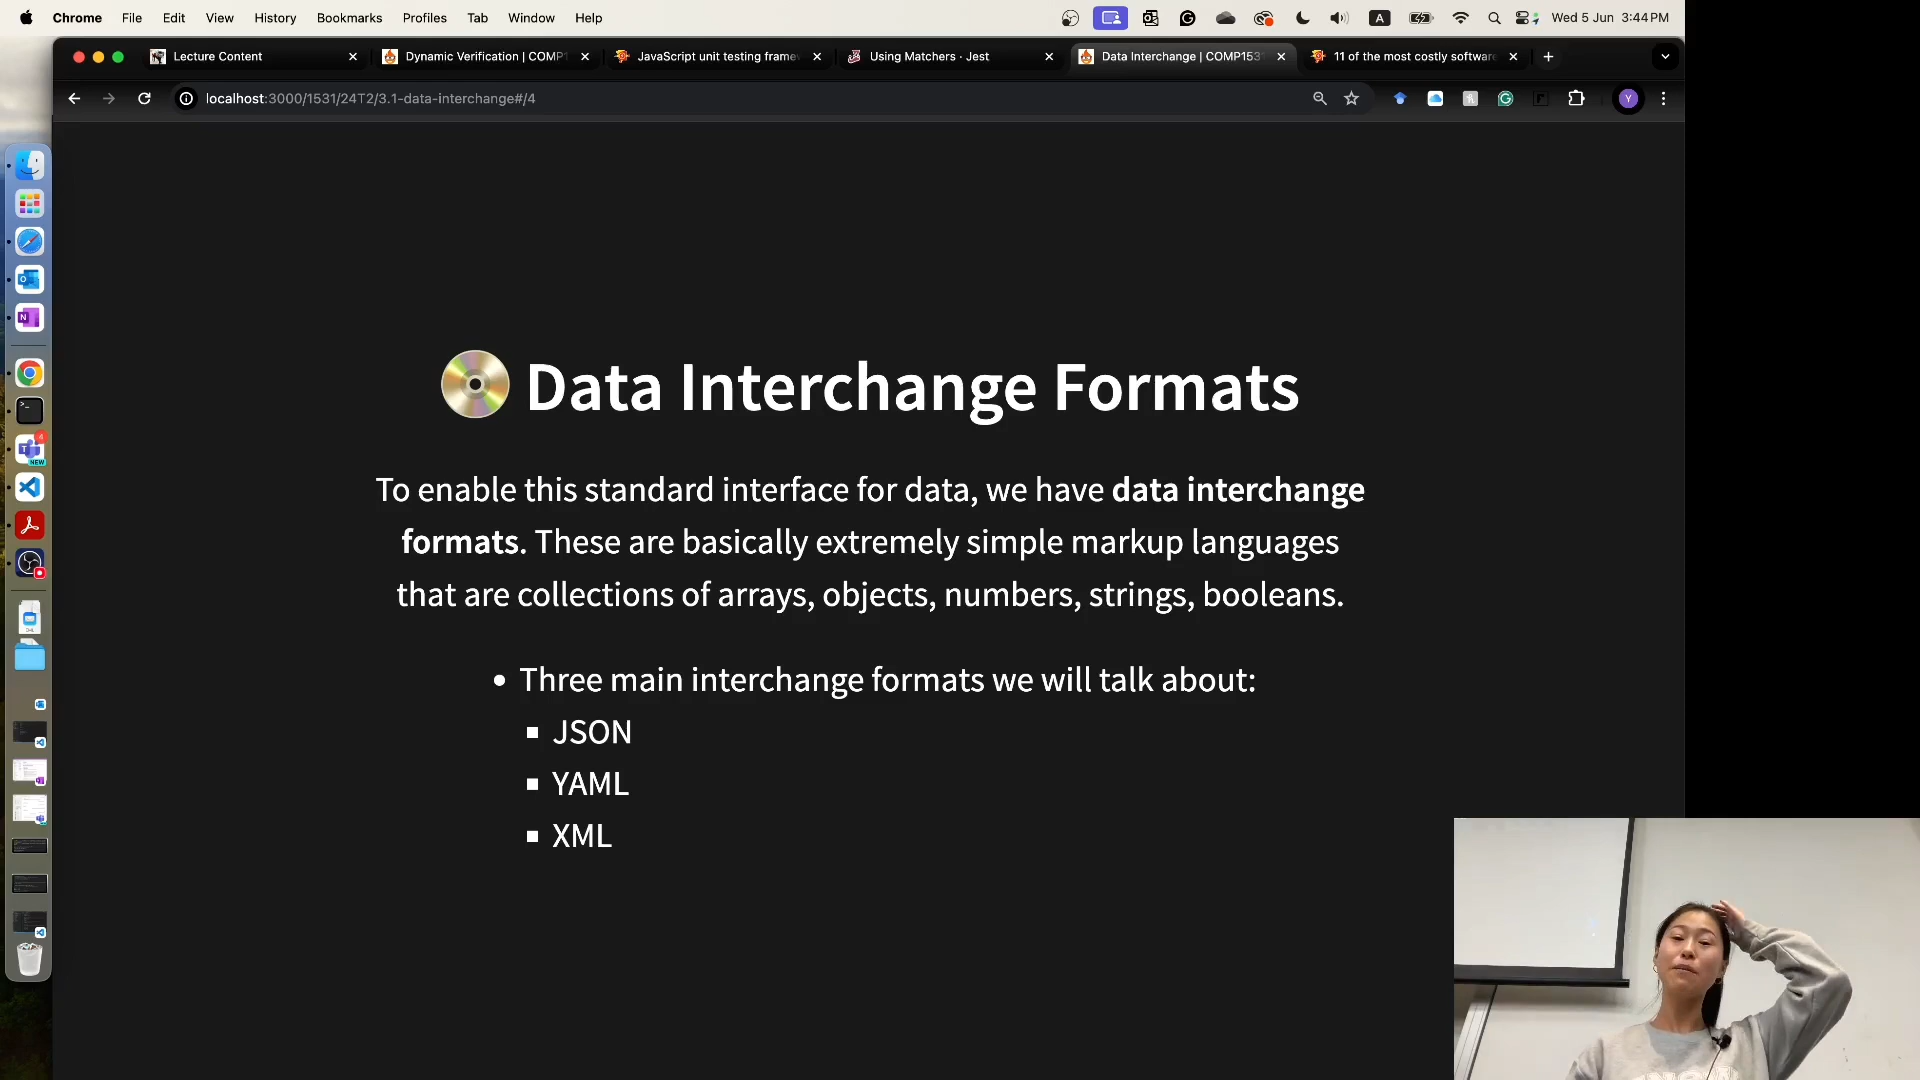 Chrome File Edit View History Bookmarks Profiles Tab Window Help
A
Wed 5 Jun 3:44 PM
Lecture Content
Dynamic Verification | COMP1
JavaScript unit testing frame
Using Matchers · Jest
Data Interchange | COMP1531
11 of the most costly software
localhost:3000/1531/24T2/3.1-data-interchange#/4
Y
Data Interchange Formats
To enable this standard interface for data, we have data interchange
formats. These are basically extremely simple markup languages
that are collections of arrays, objects, numbers, strings, booleans.
Three main interchange formats we will talk about:
JSON
YAML
XML